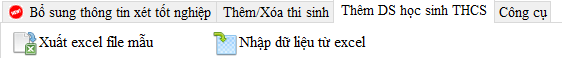 Bổ sung thông tin xét tốt nghiệp Thêm/Xóa thi sinh Thêm DS học sinh THCS Công cụ
Xuất excel file mẫu Nhập dữ liệu từ excel